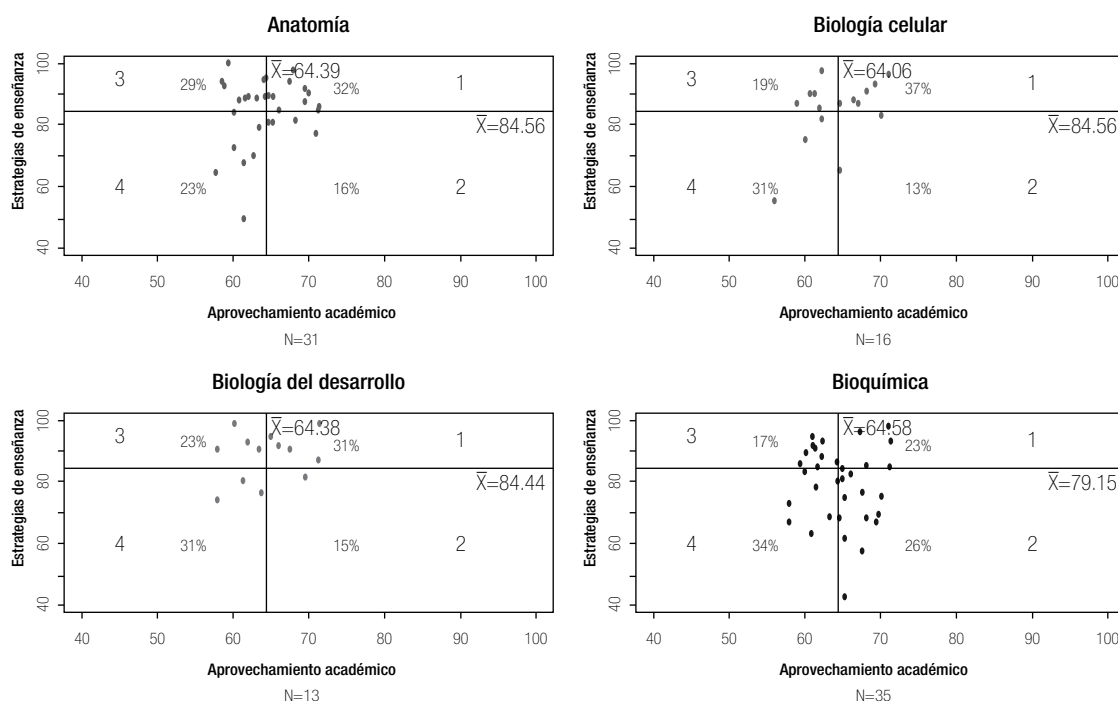 Anatomía
Estrategias de enseñanza
100
80
60
40
3
29%
X̅=64.39
32%
1
X̅=84.56
4
23%
16%
2
40 50 60 70 80 90 100
Aprovechamiento académico
N=31
Biología celular
Estrategias de enseñanza
100
80
60
40
3
19%
X̅=64.06
37%
1
X̅=84.56
4
31%
13%
2
40 50 60 70 80 90 100
Aprovechamiento académico
N=16
Biología del desarrollo
Estrategias de enseñanza
100
80
60
40
3
23%
X̅=64.38
31%
1
X̅=84.44
4
31%
15%
2
40 50 60 70 80 90 100
Aprovechamiento académico
N=13
Bioquímica
Estrategias de enseñanza
100
80
60
40
3
17%
X̅=64.58
23%
1
X̅=79.15
4
34%
26%
2
40 50 60 70 80 90 100
Aprovechamiento académico
N=35